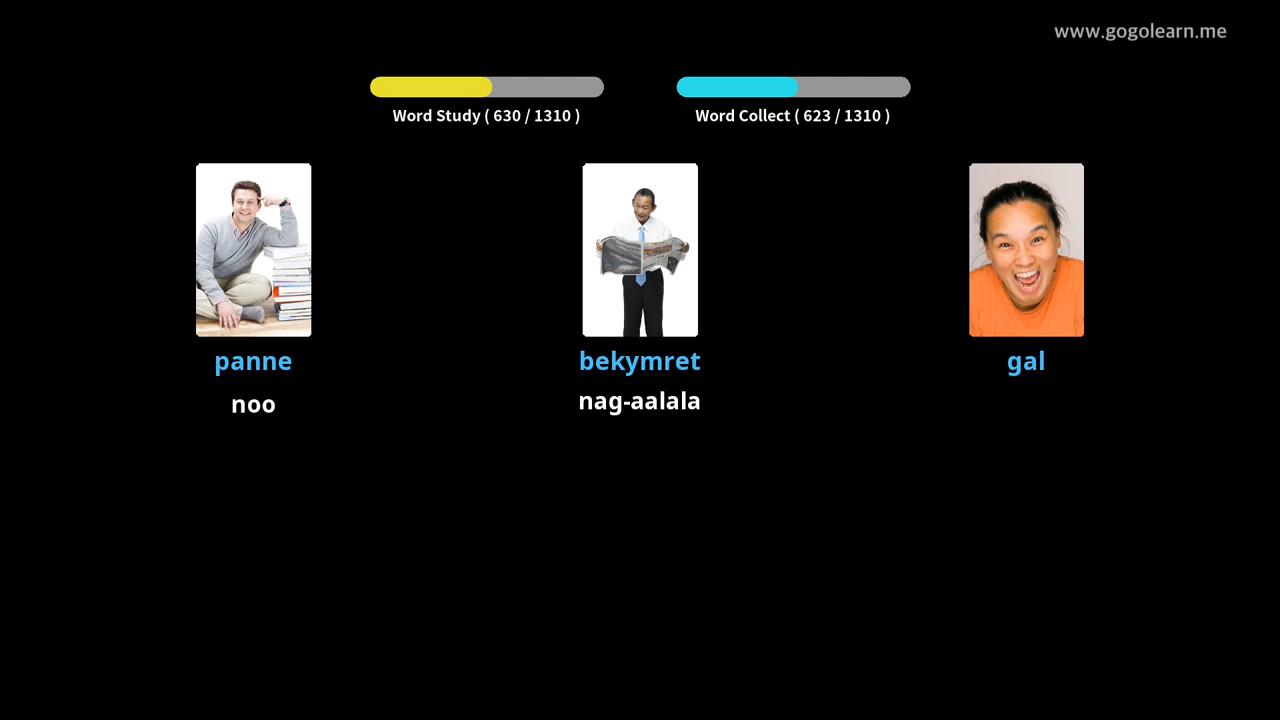 www.gogolearn.me
Word Study ( 630 / 1310 )
Word Collect ( 623 / 1310 )
panne
bekymret
gal
noo
nag-aalala